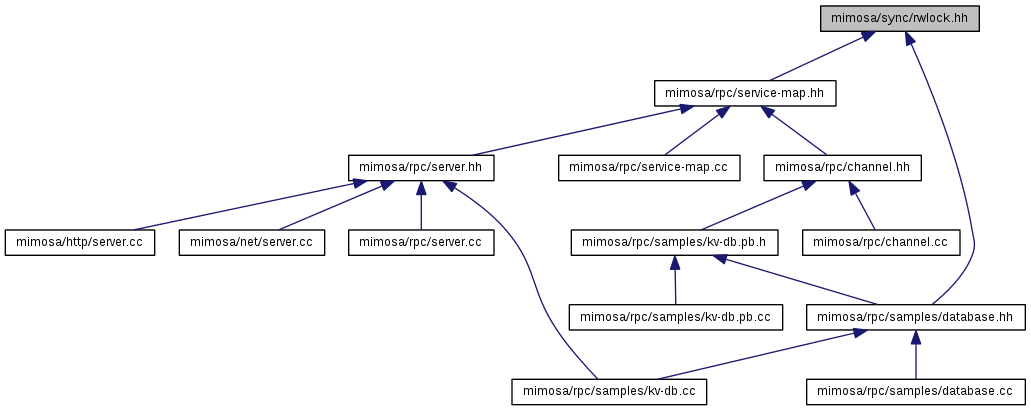 mimosa/sync/rwlock.hh
mimosa/rpc/service-map.hh
mimosa/rpc/server.hh
mimosa/rpc/service-map.cc
mimosa/rpc/channel.hh
mimosa/http/server.cc
mimosa/net/server.cc
mimosa/rpc/server.cc
mimosa/rpc/samples/kv-db.pb.h
mimosa/rpc/channel.cc
mimosa/rpc/samples/kv-db.pb.cc
mimosa/rpc/samples/database.hh
mimosa/rpc/samples/kv-db.cc
mimosa/rpc/samples/database.cc